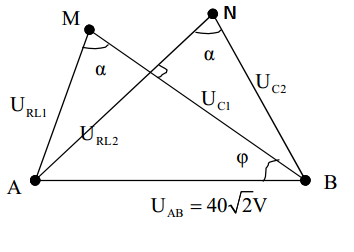 M
N
α
α
U_RL1
U_C2
U_C1
U_RL2
φ
A
B
U_AB = 40√2V